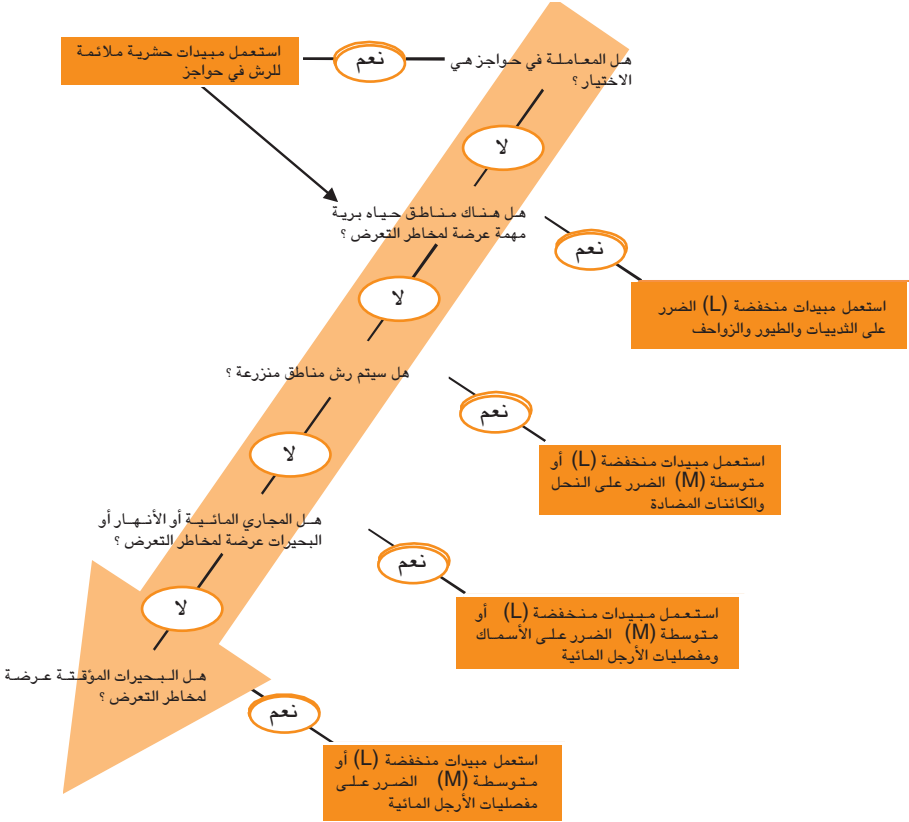 هل المعاملة في حواجز هي
الاختيار ؟
نعم
استعمل مبيدات حشرية ملائمة
للرش في حواجز
لا
هل هناك مناطق حياه برية
مهمة عرضة لمخاطر التعرض ؟
نعم
استعمل مبيدات منخفضة (L) الضرر
على الثدييات والطيور والزواحف
لا
هل سيتم رش مناطق منزرعة ؟
نعم
استعمل مبيدات منخفضة (L) أو
متوسطة (M) الضرر على النحل
والكائنات المضادة
لا
هل المجاري المائية أو الأنهار أو
البحيرات عرضة لمخاطر التعرض ؟
نعم
استعمل مبيدات منخفضة (L) أو
متوسطة (M) الضرر على الأسماك
ومفصليات الأرجل المائية
لا
هل البحيرات المؤقتة عرضة
لمخاطر التعرض ؟
نعم
استعمل مبيدات منخفضة (L) أو
متوسطة (M) الضرر على
مفصليات الأرجل المائية